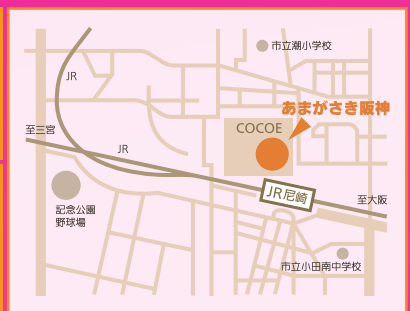 市立潮小学校
JR
あまがさき阪神
COCOE
至三宮
JR
JR尼崎
至大阪
記念公園
野球場
市立小田南中学校